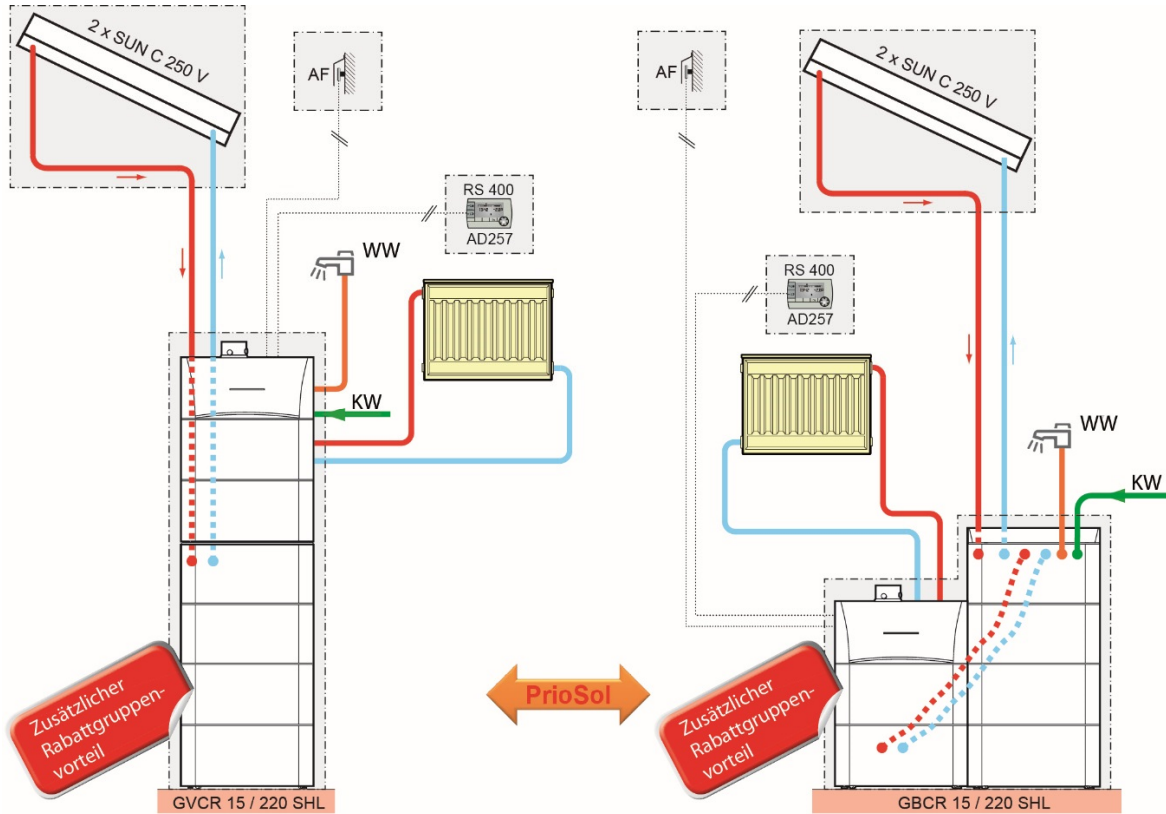 2 x SUN C 250 V
AF
RS 400
AD257
WW
KW
Zusätzlicher
Rabattgruppen-
vorteil
GVCR 15 / 220 SHL
PrioSol
AF
2 x SUN C 250 V
RS 400
AD257
WW
KW
Zusätzlicher
Rabattgruppen-
vorteil
GBCR 15 / 220 SHL